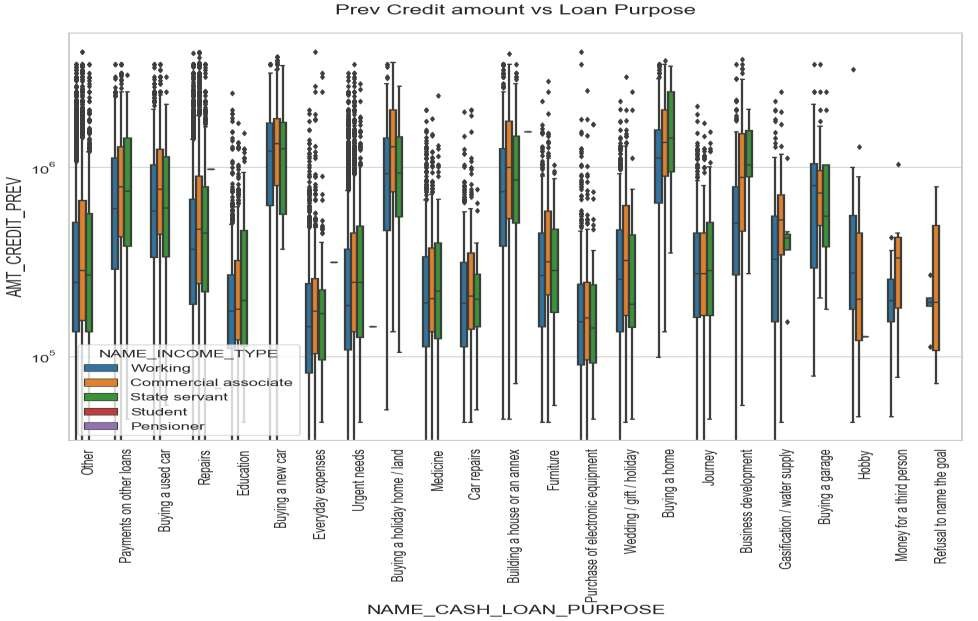 Prev Credit amount vs Loan Purpose
AMT_CREDIT_PREV
10^6
10^5
NAME_INCOME_TYPE
Working
Commercial associate
State servant
Student
Pensioner
Other
Payments on other loans
Buying a used car
Repairs
Education
Buying a new car
Everyday expenses
Urgent needs
Buying a holiday home / land
Medicine
Car repairs
Building a house or an annex
Furniture
Purchase of electronic equipment
Wedding / gift / holiday
Buying a home
Journey
Business development
Gasification / water supply
Buying a garage
Hobby
Money for a third person
Refusal to name the goal
NAME_CASH_LOAN_PURPOSE